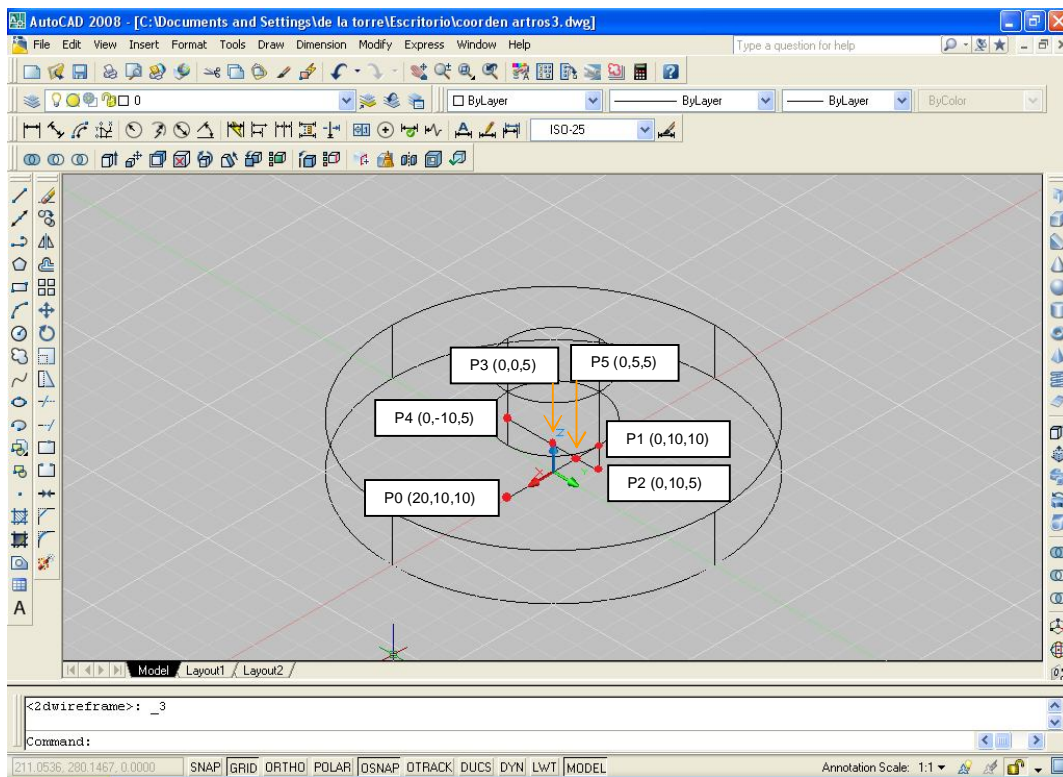 AutoCAD 2008 - [C:\Documents and Settings\de la torre\Escritorio\coorden artros3.dwg]
File Edit View Insert Format Tools Draw Dimension Modify Express Window Help
Type a question for help
0
ByLayer
ByLayer
ByLayer
ByColor
ISO-25
P3 (0,0,5)
P5 (0,5,5)
P4 (0,-10,5)
P1 (0,10,10)
P2 (0,10,5)
P0 (20,10,10)
Z
X
Y
A
Model Layout1 Layout2
<2dwireframe>: _3
Command:
211.0536, 280.1467, 0.0000 SNAP GRID ORTHO POLAR OSNAP OTRACK DUCS DYN LWT MODEL Annotation Scale: 1:1